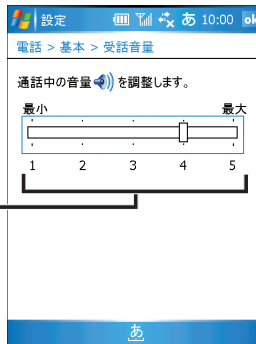 設定 あ 10:00 ok
電話 > 基本 > 受話音量
通話中の音量 を調整します。
最小 最大
1 2 3 4 5
あ